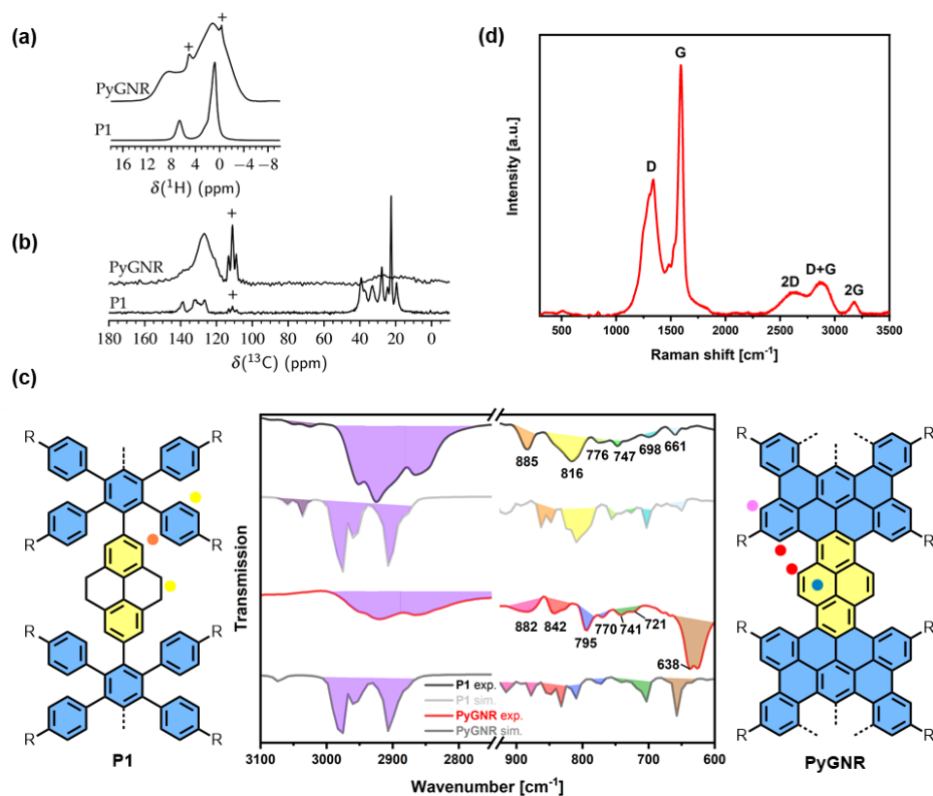 (a)
+
+
PyGNR
P1
16 12 8 4 0 −4 −8
δ(¹H) (ppm)
(b)
+
PyGNR
P1
+
180 160 140 120 100 80 60 40 20 0
δ(¹³C) (ppm)
(d)
G
D
2D
D+G
2G
Intensity [a.u.]
500 1000 1500 2000 2500 3000 3500
Raman shift [cm⁻¹]
(c)
R
R
R
R
R
R
R
R
P1
Transmission
885
816
776
747
698
661
882
842
795
770
741
721
638
P1 exp.
P1 sim.
PyGNR exp.
PyGNR sim.
3100 3000 2900 2800 900 800 700 600
Wavenumber [cm⁻¹]
R
R
R
R
R
R
R
R
PyGNR